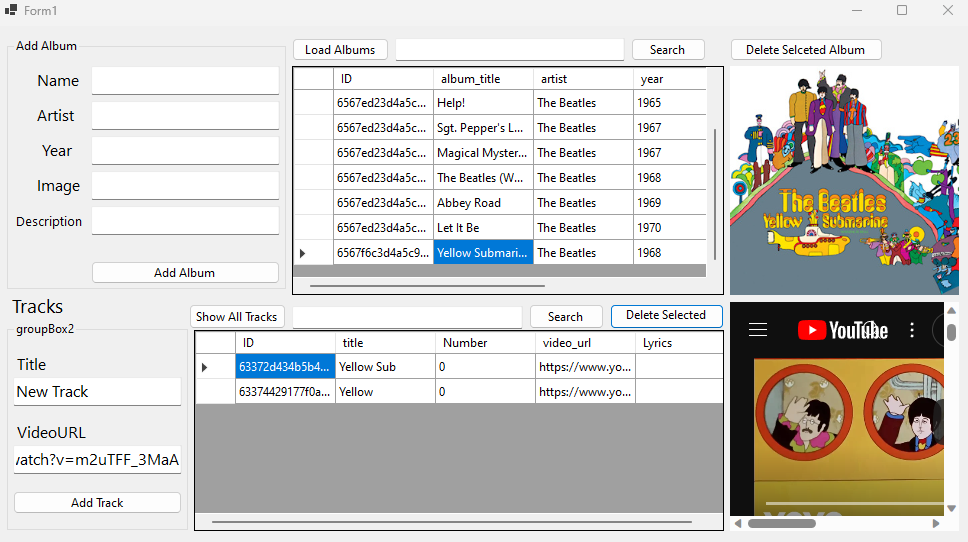 Form1
Add Album
Name
Artist
Year
Image
Description
Add Album
Load Albums
Search
Delete Selceted Album
ID album_title artist year
6567ed23d4a5c... Help! The Beatles 1965
6567ed23d4a5c... Sgt. Pepper's L... The Beatles 1967
6567ed23d4a5c... Magical Myster... The Beatles 1967
6567ed23d4a5c... The Beatles (W... The Beatles 1968
6567ed23d4a5c... Abbey Road The Beatles 1969
6567ed23d4a5c... Let It Be The Beatles 1970
6567f6c3d4a5c9... Yellow Submari... The Beatles 1968
The Beatles
Yellow Submarine
Tracks
groupBox2
Title
New Track
VideoURL
watch?v=m2uTFF_3MaA
Add Track
Show All Tracks
Search
Delete Selected
ID title Number video_url Lyrics
63372d434b5b4... Yellow Sub 0 https://www.yo...
63374429177f0a... Yellow 0 https://www.yo...
YouTube